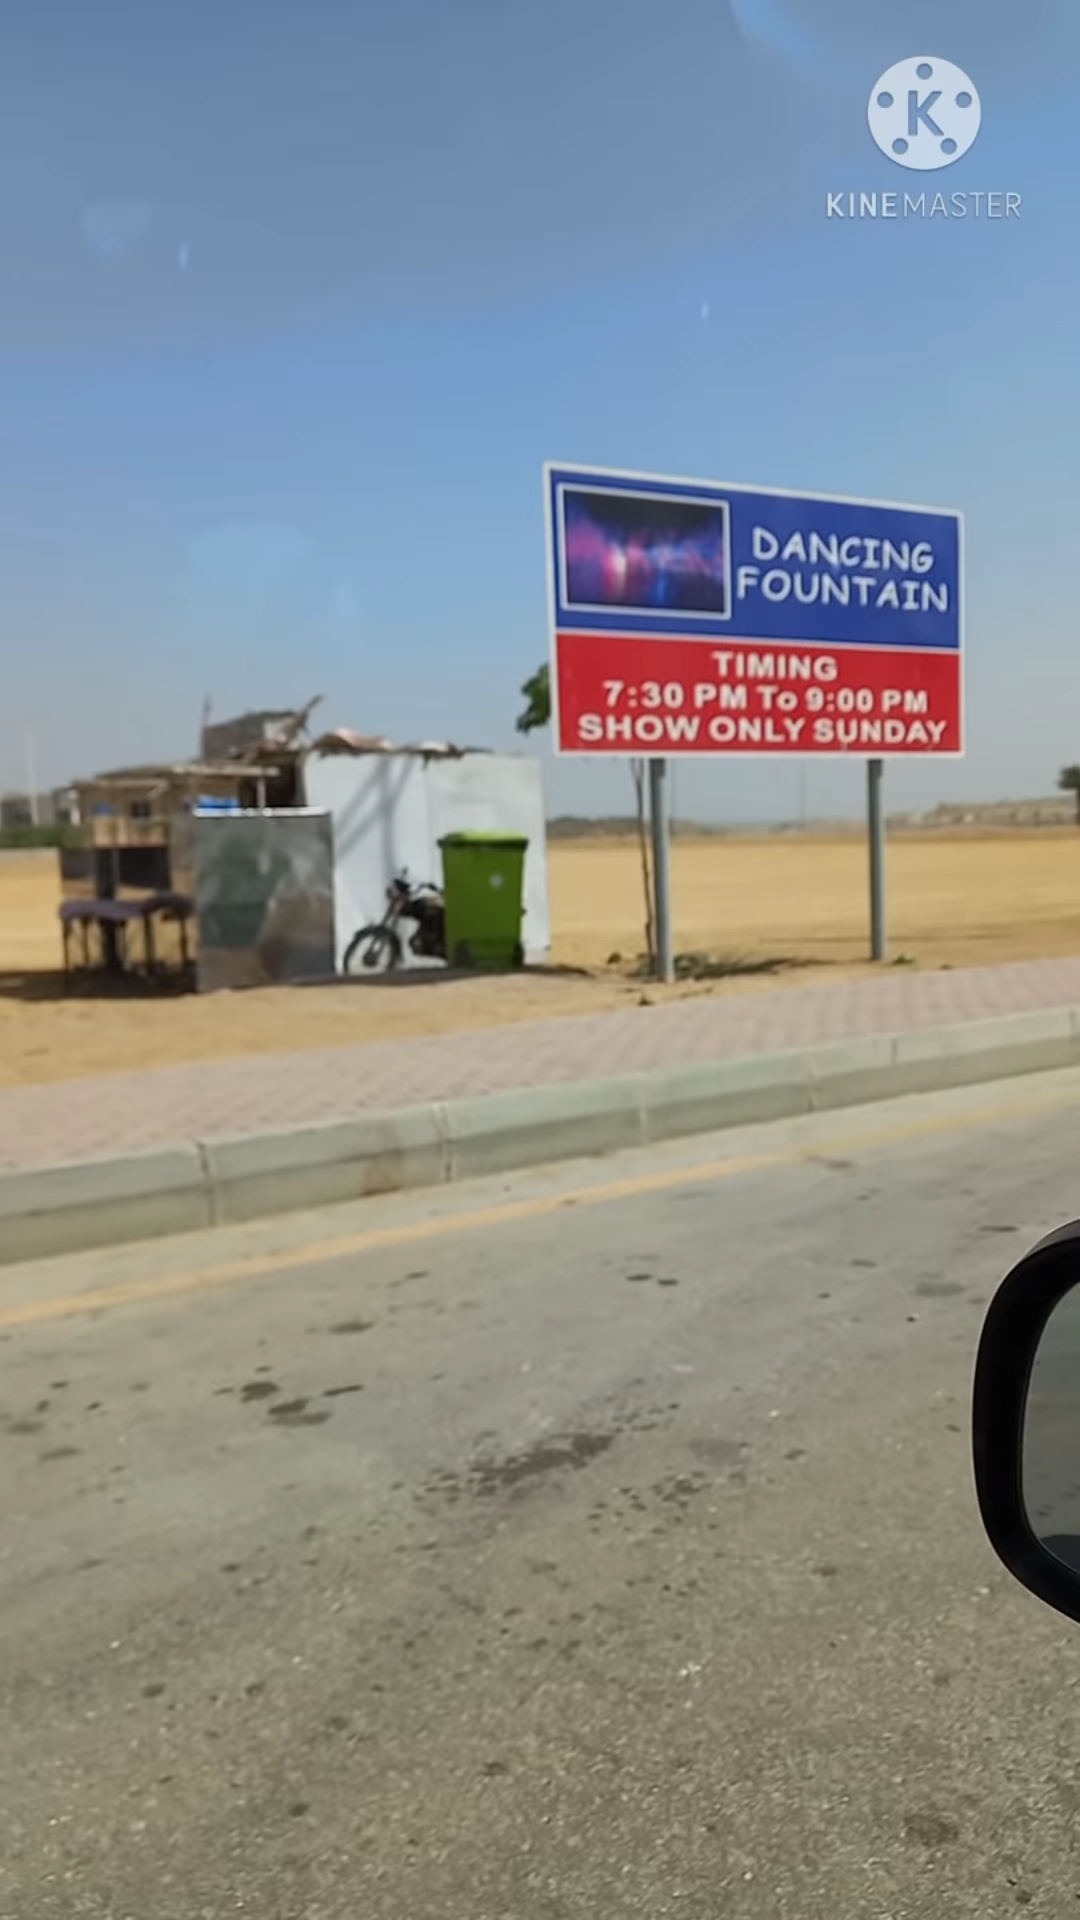 K
KINEMASTER
DANCING
FOUNTAIN
TIMING
7:30 PM To 9:00 PM
SHOW ONLY SUNDAY